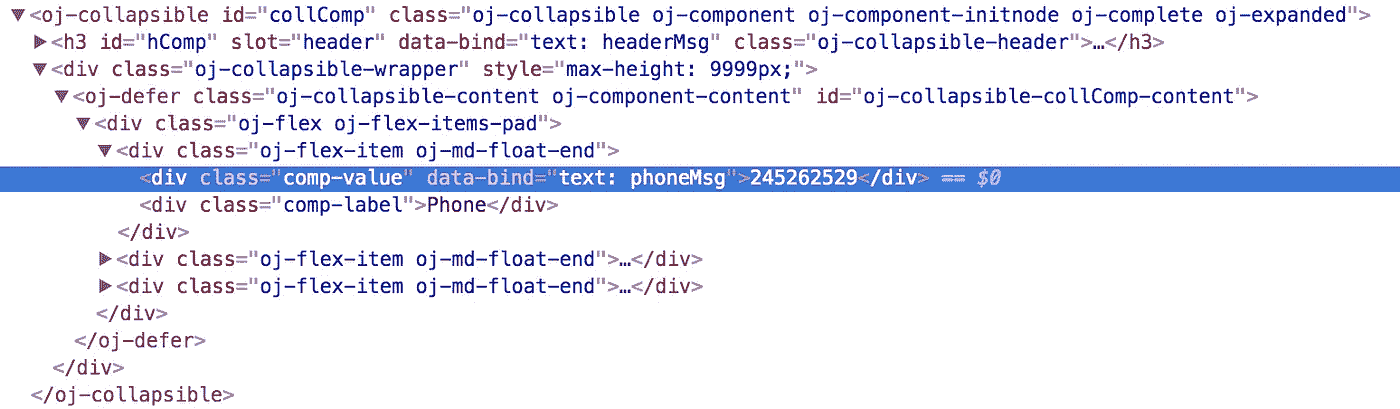 ▼<oj-collapsible id="collComp" class="oj-collapsible oj-component oj-component-initnode oj-complete oj-expanded">
▶<h3 id="hComp" slot="header" data-bind="text: headerMsg" class="oj-collapsible-header">…</h3>
▼<div class="oj-collapsible-wrapper" style="max-height: 9999px;">
▼<oj-defer class="oj-collapsible-content oj-component-content" id="oj-collapsible-collComp-content">
▼<div class="oj-flex oj-flex-items-pad">
▼<div class="oj-flex-item oj-md-float-end">
<div class="comp-value" data-bind="text: phoneMsg">245262529</div> == $0
<div class="comp-label">Phone</div>
</div>
▶<div class="oj-flex-item oj-md-float-end">…</div>
▶<div class="oj-flex-item oj-md-float-end">…</div>
</div>
</oj-defer>
</div>
</oj-collapsible>